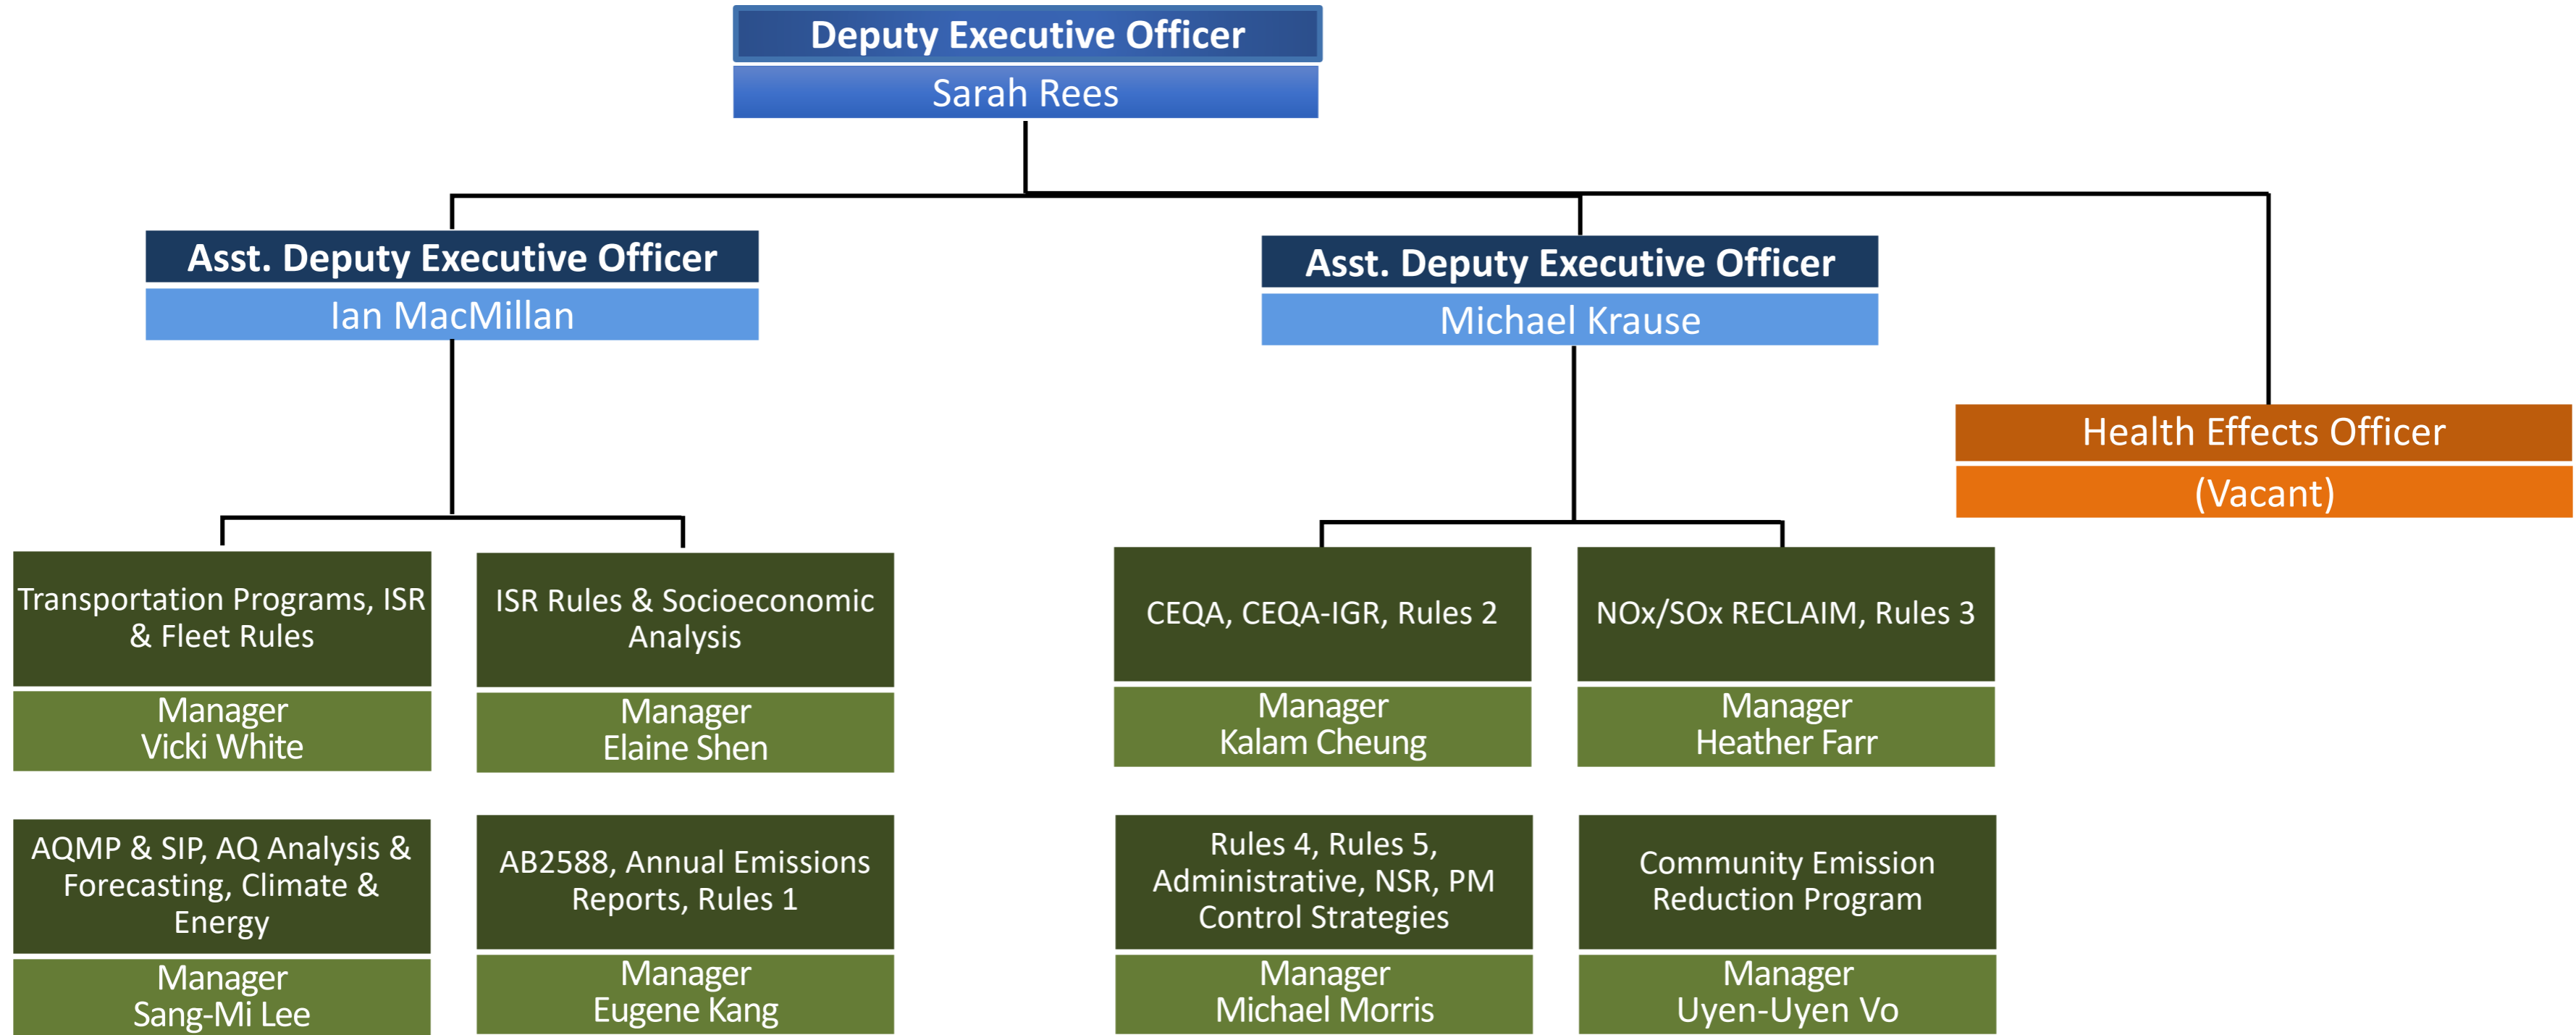 Deputy Executive Officer
Sarah Rees
Asst. Deputy Executive Officer
Ian MacMillan
Asst. Deputy Executive Officer
Michael Krause
Health Effects Officer
(Vacant)
Transportation Programs, ISR
& Fleet Rules
Manager
Vicki White
ISR Rules & Socioeconomic
Analysis
Manager
Elaine Shen
CEQA, CEQA-IGR, Rules 2
Manager
Kalam Cheung
NOx/SOx RECLAIM, Rules 3
Manager
Heather Farr
AQMP & SIP, AQ Analysis &
Forecasting, Climate &
Energy
Manager
Sang-Mi Lee
AB2588, Annual Emissions
Reports, Rules 1
Manager
Eugene Kang
Rules 4, Rules 5,
Administrative, NSR, PM
Control Strategies
Manager
Michael Morris
Community Emission
Reduction Program
Manager
Uyen-Uyen Vo